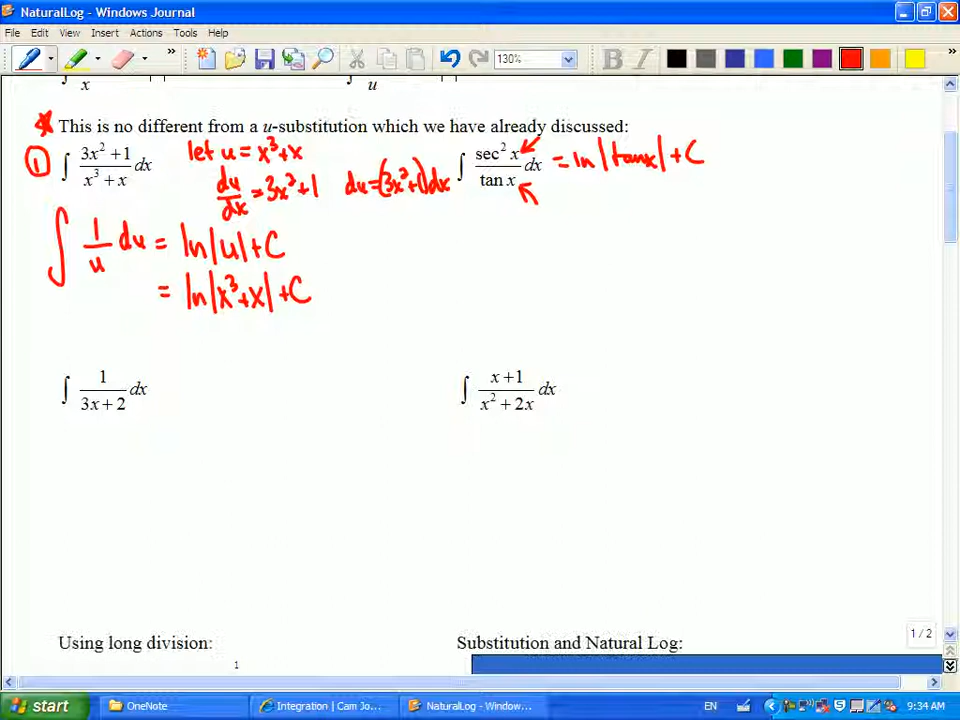 NaturalLog - Windows Journal
File Edit View Insert Actions Tools Help
130% B I
x u
This is no different from a u-substitution which we have already discussed:
① ∫ (3x² + 1)/(x³ + x) dx let u = x³+x
du/dx = 3x²+1 du = (3x²+1)dx
∫ sec² x / tan x dx = ln|tanx| + C
∫ 1/u du = ln|u| + C
= ln|x³+x| + C
∫ 1/(3x + 2) dx ∫ (x + 1)/(x² + 2x) dx
Using long division: Substitution and Natural Log:
1 / 2
1
start OneNote Integration | Cam Jo... NaturalLog - Window... EN 9:34 AM